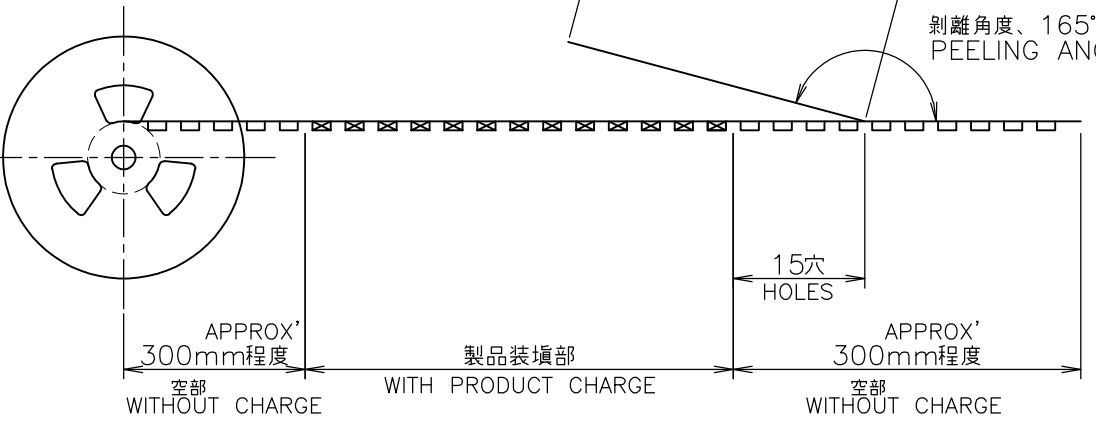 剝離角度、165°
PEELING ANG
15穴
HOLES
APPROX'
300mm程度
空部
WITHOUT CHARGE
製品装塡部
WITH PRODUCT CHARGE
APPROX'
300mm程度
空部
WITHOUT CHARGE